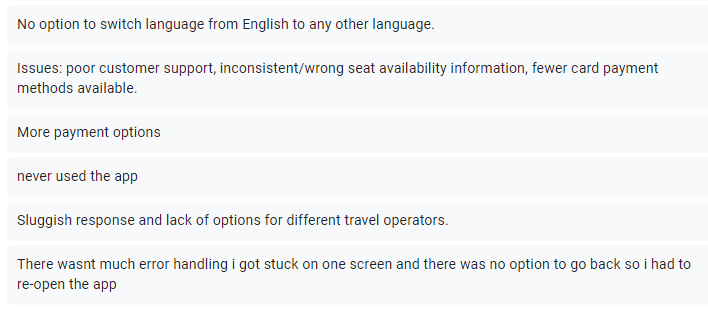 No option to switch language from English to any other language.
Issues: poor customer support, inconsistent/wrong seat availability information, fewer card payment
methods available.
More payment options
never used the app
Sluggish response and lack of options for different travel operators.
There wasnt much error handling i got stuck on one screen and there was no option to go back so i had to
re-open the app